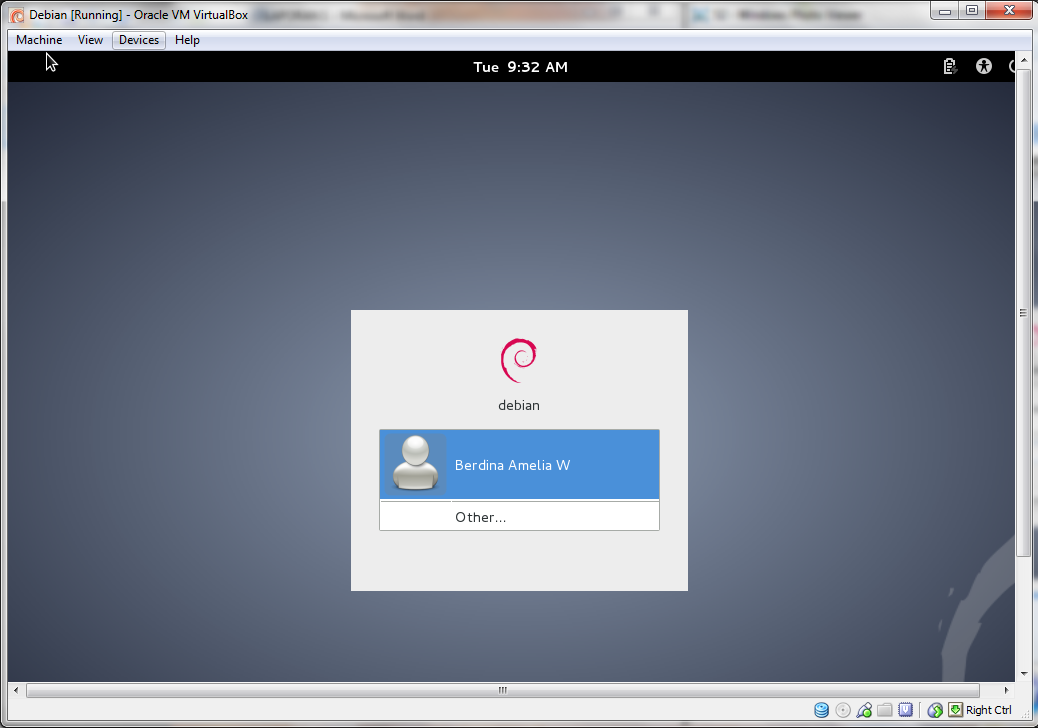 Debian [Running] - Oracle VM VirtualBox
Machine View Devices Help
Tue 9:32 AM
debian
Berdina Amelia W
Other...
Right Ctrl